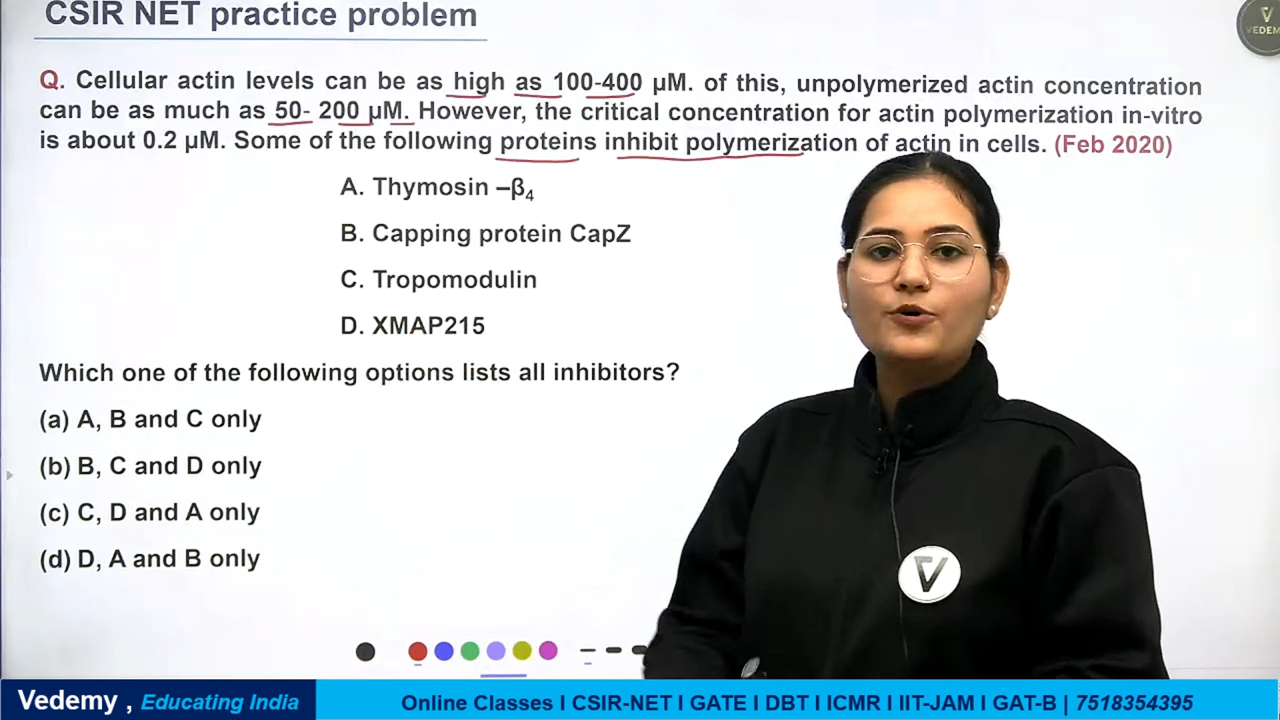 CSIR NET practice problem
V
Q. Cellular actin levels can be as high as 100-400 µM. of this, unpolymerized actin concentration
can be as much as 50- 200 µM. However, the critical concentration for actin polymerization in-vitro
is about 0.2 µM. Some of the following proteins inhibit polymerization of actin in cells. (Feb 2020)
A. Thymosin –β₄
B. Capping protein CapZ
C. Tropomodulin
D. XMAP215
Which one of the following options lists all inhibitors?
(a) A, B and C only
(b) B, C and D only
(c) C, D and A only
(d) D, A and B only
V
Vedemy , Educating India
Online Classes I CSIR-NET I GATE I DBT I ICMR I IIT-JAM I GAT-B | 7518354395